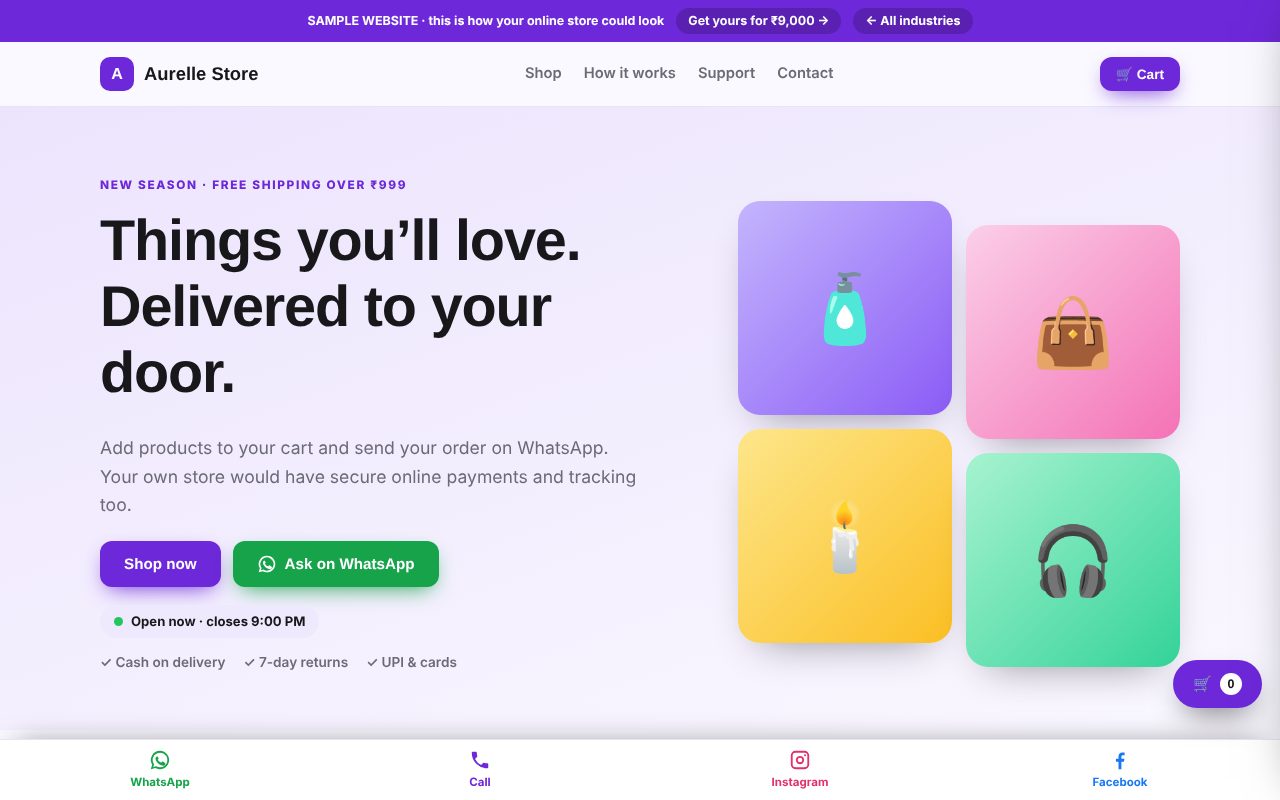 SAMPLE WEBSITE · this is how your online store could look
Get yours for ₹9,000 →
← All industries
A
Aurelle Store
Shop
How it works
Support
Contact
🛒 Cart
NEW SEASON · FREE SHIPPING OVER ₹999
Things you’ll love.
Delivered to your
door.
Add products to your cart and send your order on WhatsApp.
Your own store would have secure online payments and tracking
too.
Shop now
Ask on WhatsApp
Open now · closes 9:00 PM
✓ Cash on delivery
✓ 7-day returns
✓ UPI & cards
🛒 0
WhatsApp
Call
Instagram
Facebook